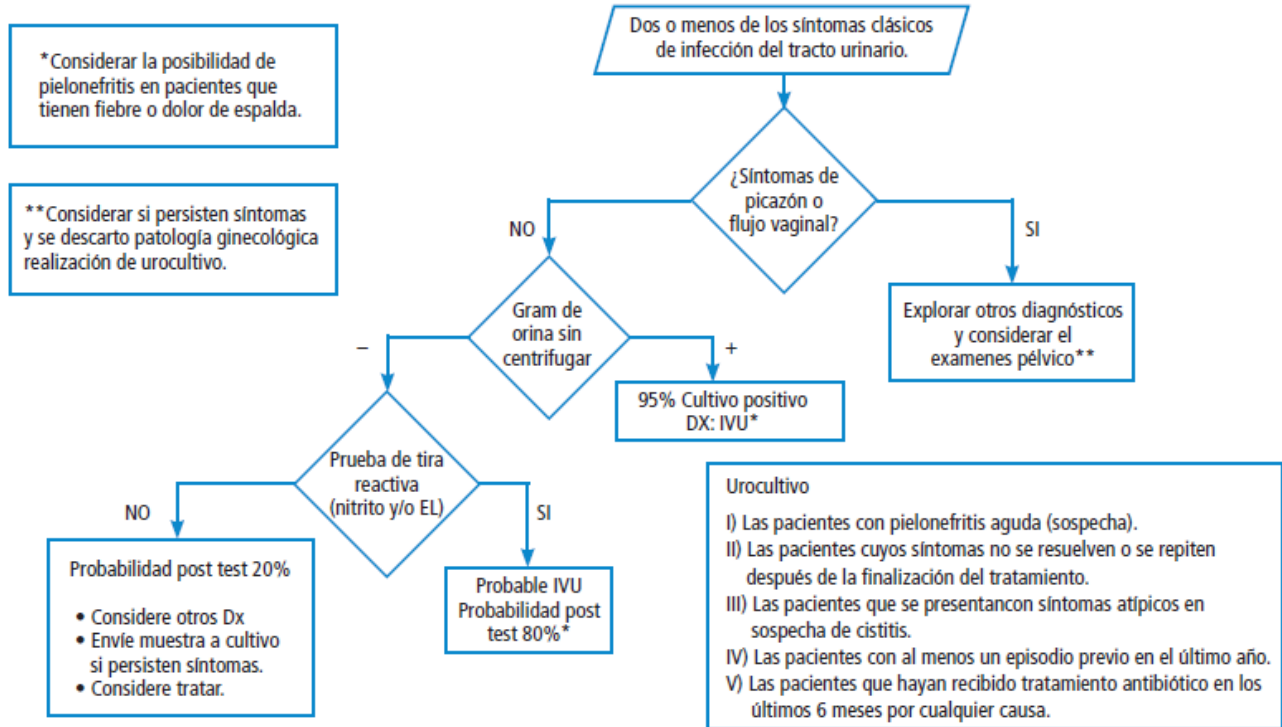 *Considerar la posibilidad de
pielonefritis en pacientes que
tienen fiebre o dolor de espalda.
**Considerar si persisten síntomas
y se descarto patología ginecológica
realización de urocultivo.
Dos o menos de los síntomas clásicos
de infección del tracto urinario.
¿Síntomas de
picazón o
flujo vaginal?
NO
SI
Explorar otros diagnósticos
y considerar el
examenes pélvico**
Gram de
orina sin
centrifugar
–
+
95% Cultivo positivo
DX: IVU*
Prueba de tira
reactiva
(nitrito y/o EL)
NO
SI
Probabilidad post test 20%
• Considere otros Dx
• Envíe muestra a cultivo
si persisten síntomas.
• Considere tratar.
Probable IVU
Probabilidad post
test 80%*
Urocultivo
I) Las pacientes con pielonefritis aguda (sospecha).
II) Las pacientes cuyos síntomas no se resuelven o se repiten
después de la finalización del tratamiento.
III) Las pacientes que se presentancon síntomas atípicos en
sospecha de cistitis.
IV) Las pacientes con al menos un episodio previo en el último año.
V) Las pacientes que hayan recibido tratamiento antibiótico en los
últimos 6 meses por cualquier causa.